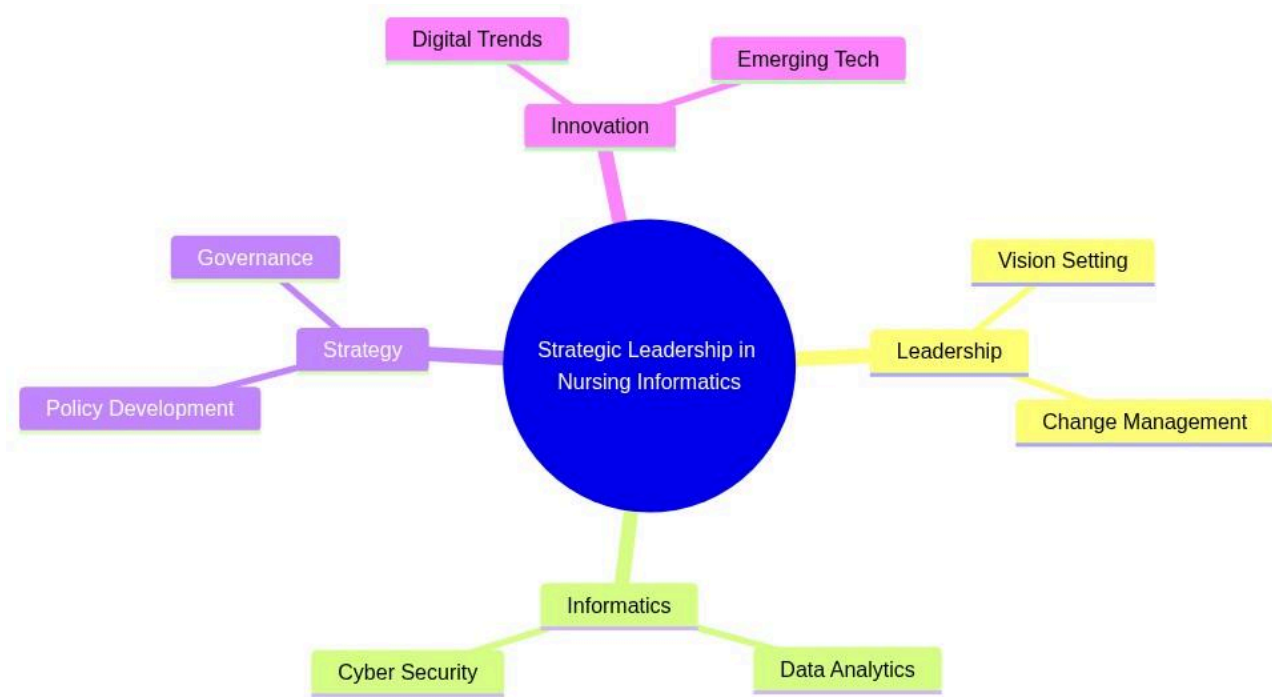 Digital Trends
Emerging Tech
Innovation
Governance
Vision Setting
Strategic Leadership in
Nursing Informatics
Strategy
Leadership
Policy Development
Change Management
Informatics
Cyber Security
Data Analytics